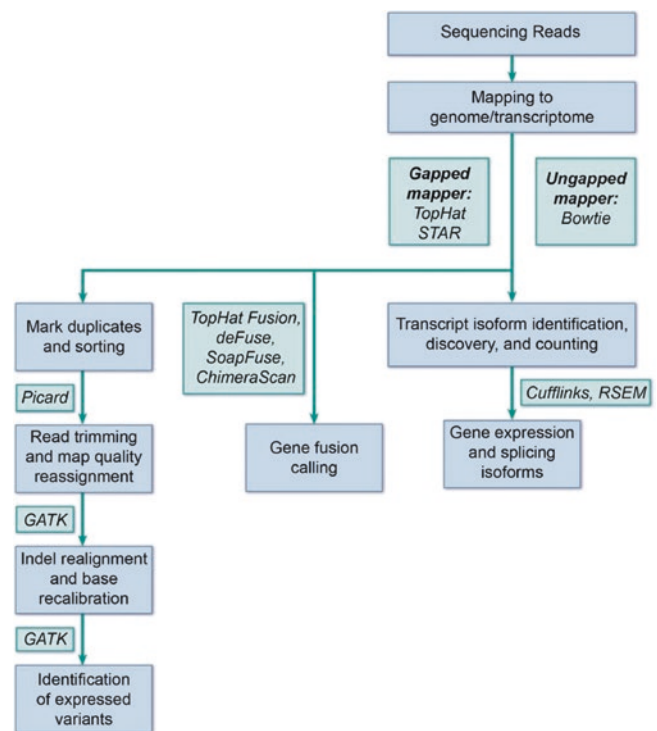 Sequencing Reads
Mapping to
genome/transcriptome
Gapped
mapper:
TopHat
STAR
Ungapped
mapper:
Bowtie
Mark duplicates
and sorting
Picard
Read trimming
and map quality
reassignment
GATK
Indel realignment
and base
recalibration
GATK
Identification
of expressed
variants
TopHat Fusion,
deFuse,
SoapFuse,
ChimeraScan
Gene fusion
calling
Transcript isoform identification,
discovery, and counting
Cufflinks, RSEM
Gene expression
and splicing
isoforms